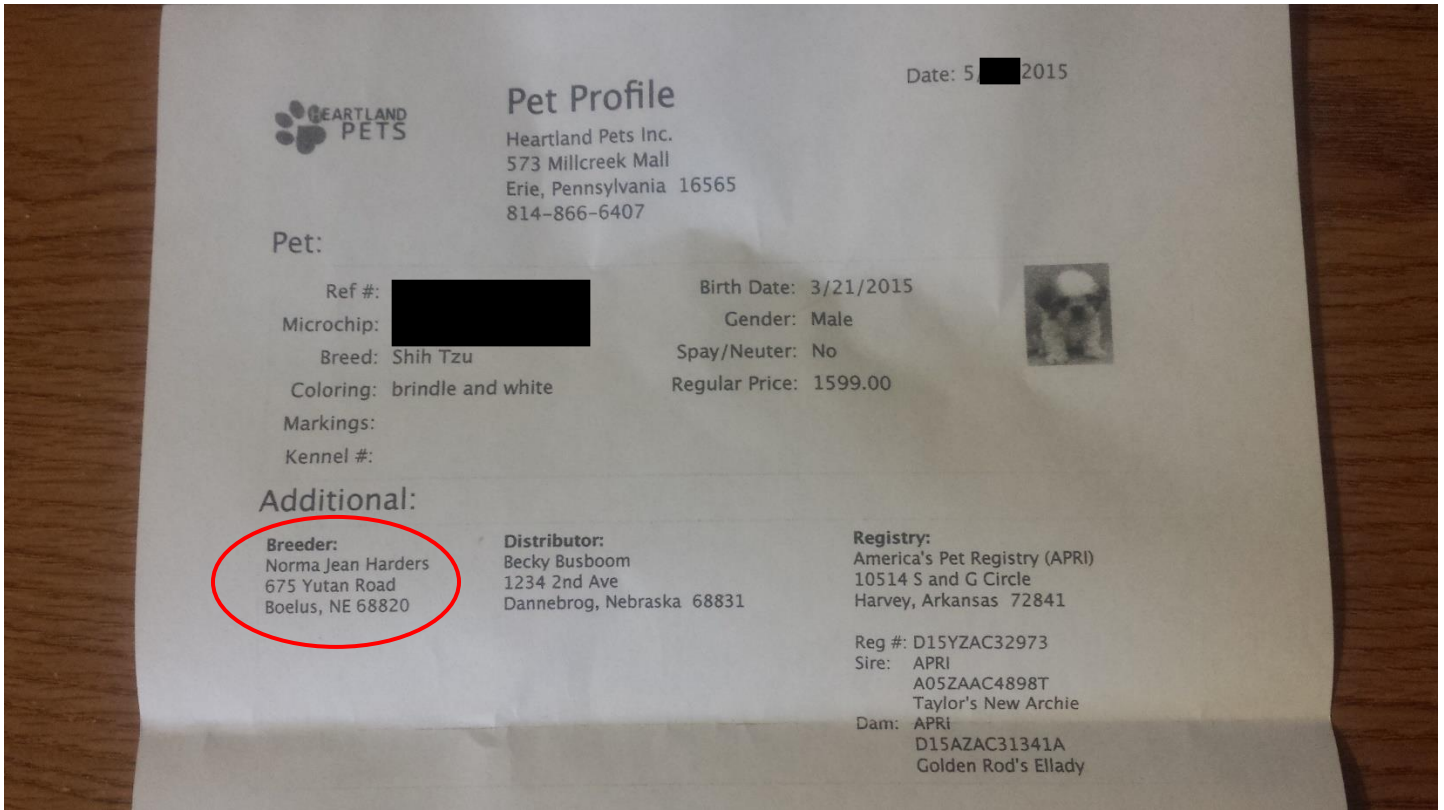 HEARTLAND
PETS
Pet Profile
Heartland Pets Inc.
573 Millcreek Mall
Erie, Pennsylvania 16565
814-866-6407
Date: 5/ 2015
Pet:
Ref #:
Microchip:
Breed: Shih Tzu
Coloring: brindle and white
Markings:
Kennel #:
Birth Date: 3/21/2015
Gender: Male
Spay/Neuter: No
Regular Price: 1599.00
Additional:
Breeder:
Norma Jean Harders
675 Yutan Road
Boelus, NE 68820
Distributor:
Becky Busboom
1234 2nd Ave
Dannebrog, Nebraska 68831
Registry:
America's Pet Registry (APRI)
10514 S and G Circle
Harvey, Arkansas 72841
Reg #: D15YZAC32973
Sire: APRI
A05ZAAC4898T
Taylor's New Archie
Dam: APRI
D15AZAC31341A
Golden Rod's Ellady